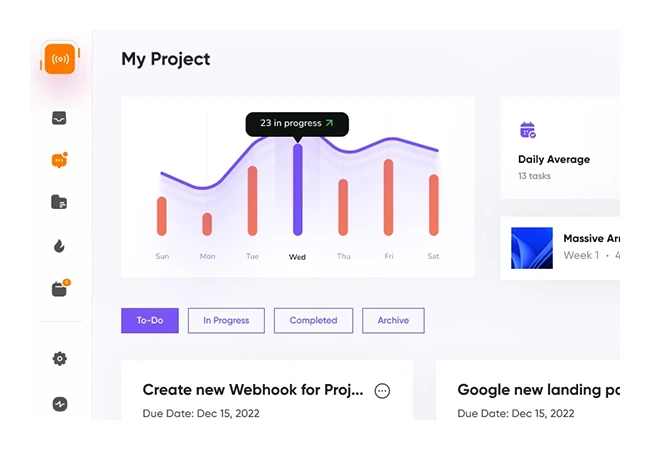 My Project
23 in progress
Sun Mon Tue Wed Thu Fri Sat
Daily Average
13 tasks
Massive
Week 1 • 4
To-Do In Progress Completed Archive
Create new Webhook for Proj...
Due Date: Dec 15, 2022
Google new landing
Due Date: Dec 15, 2022